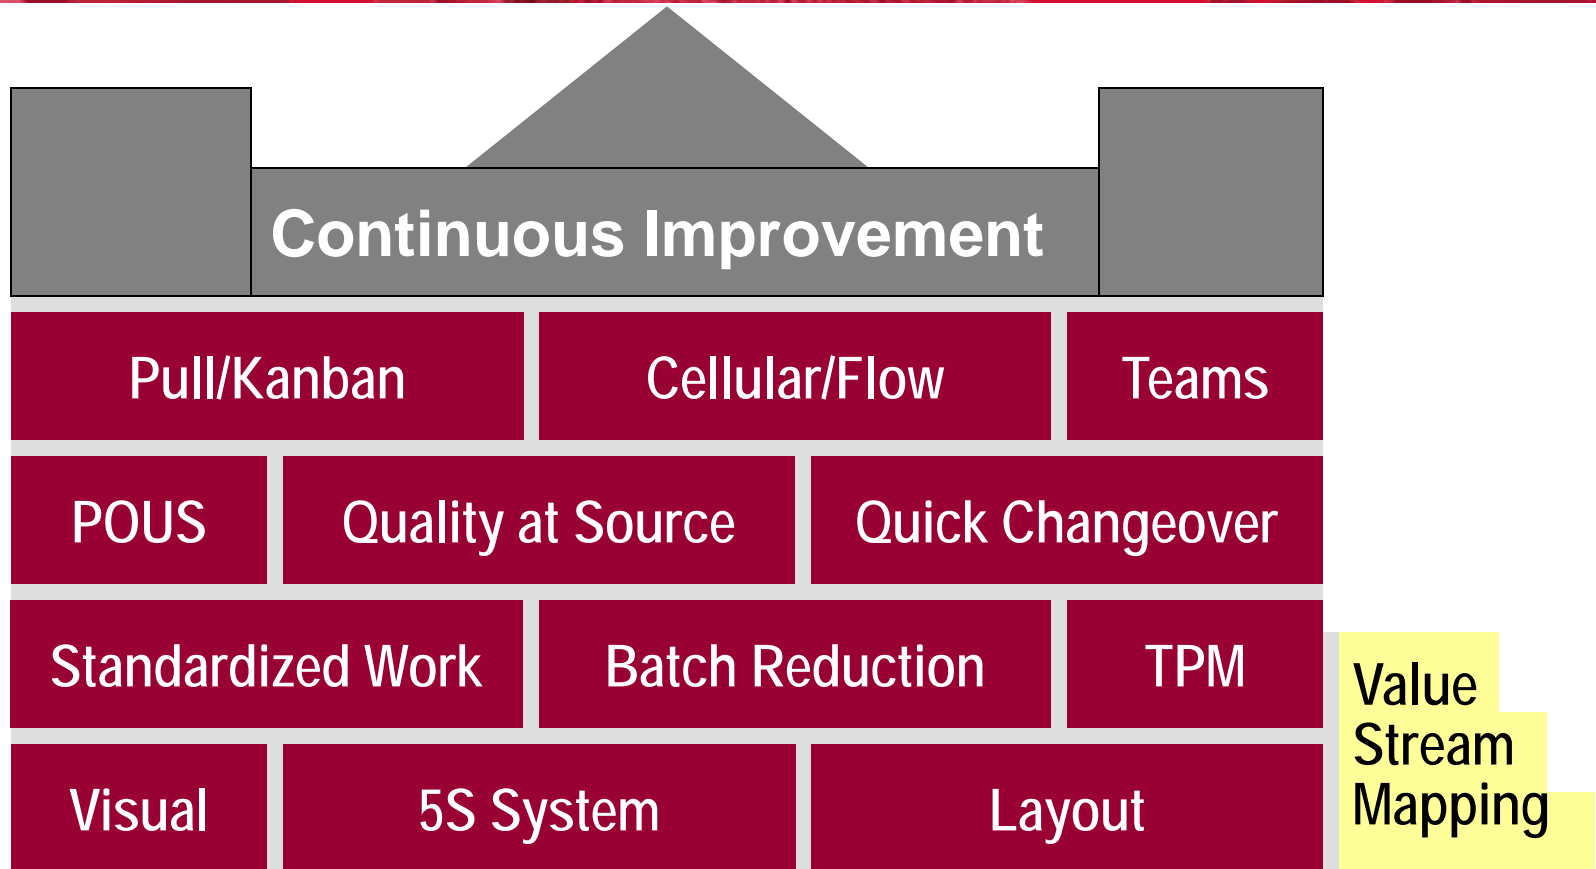 Continuous Improvement
Pull/Kanban
Cellular/Flow
Teams
POUS
Quality at Source
Quick Changeover
Standardized Work
Batch Reduction
TPM
Value
Stream
Mapping
Visual
5S System
Layout